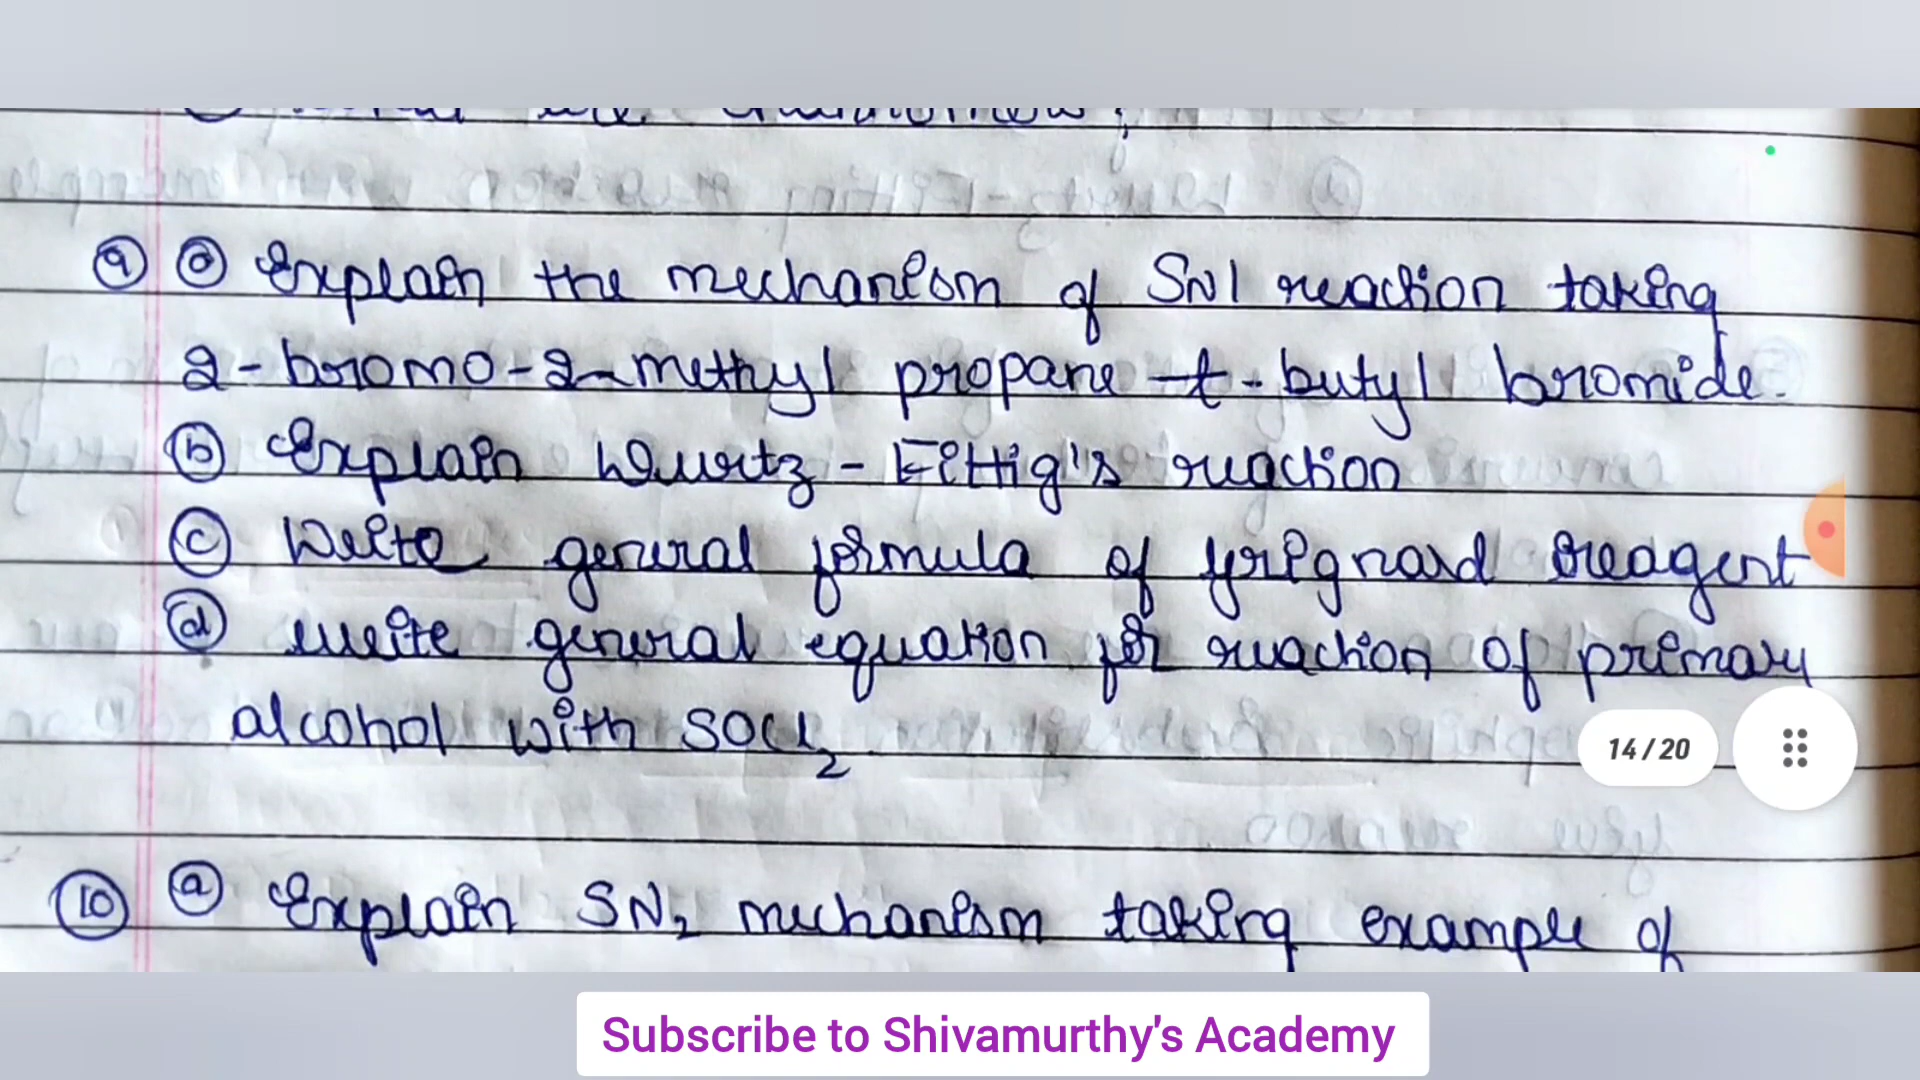 ⑨ ⓐ Explain the mechanism of SN1 reaction taking
2-bromo-2-methyl propane -t-butyl bromide.
ⓑ Explain Wurtz-Fittig's reaction
ⓒ Write general formula of grignard reagent
ⓓ write general equation for reaction of primary
alcohol with SOCl₂
14/20
⑩ ⓐ Explain SN₂ mechanism taking example of
Subscribe to Shivamurthy's Academy